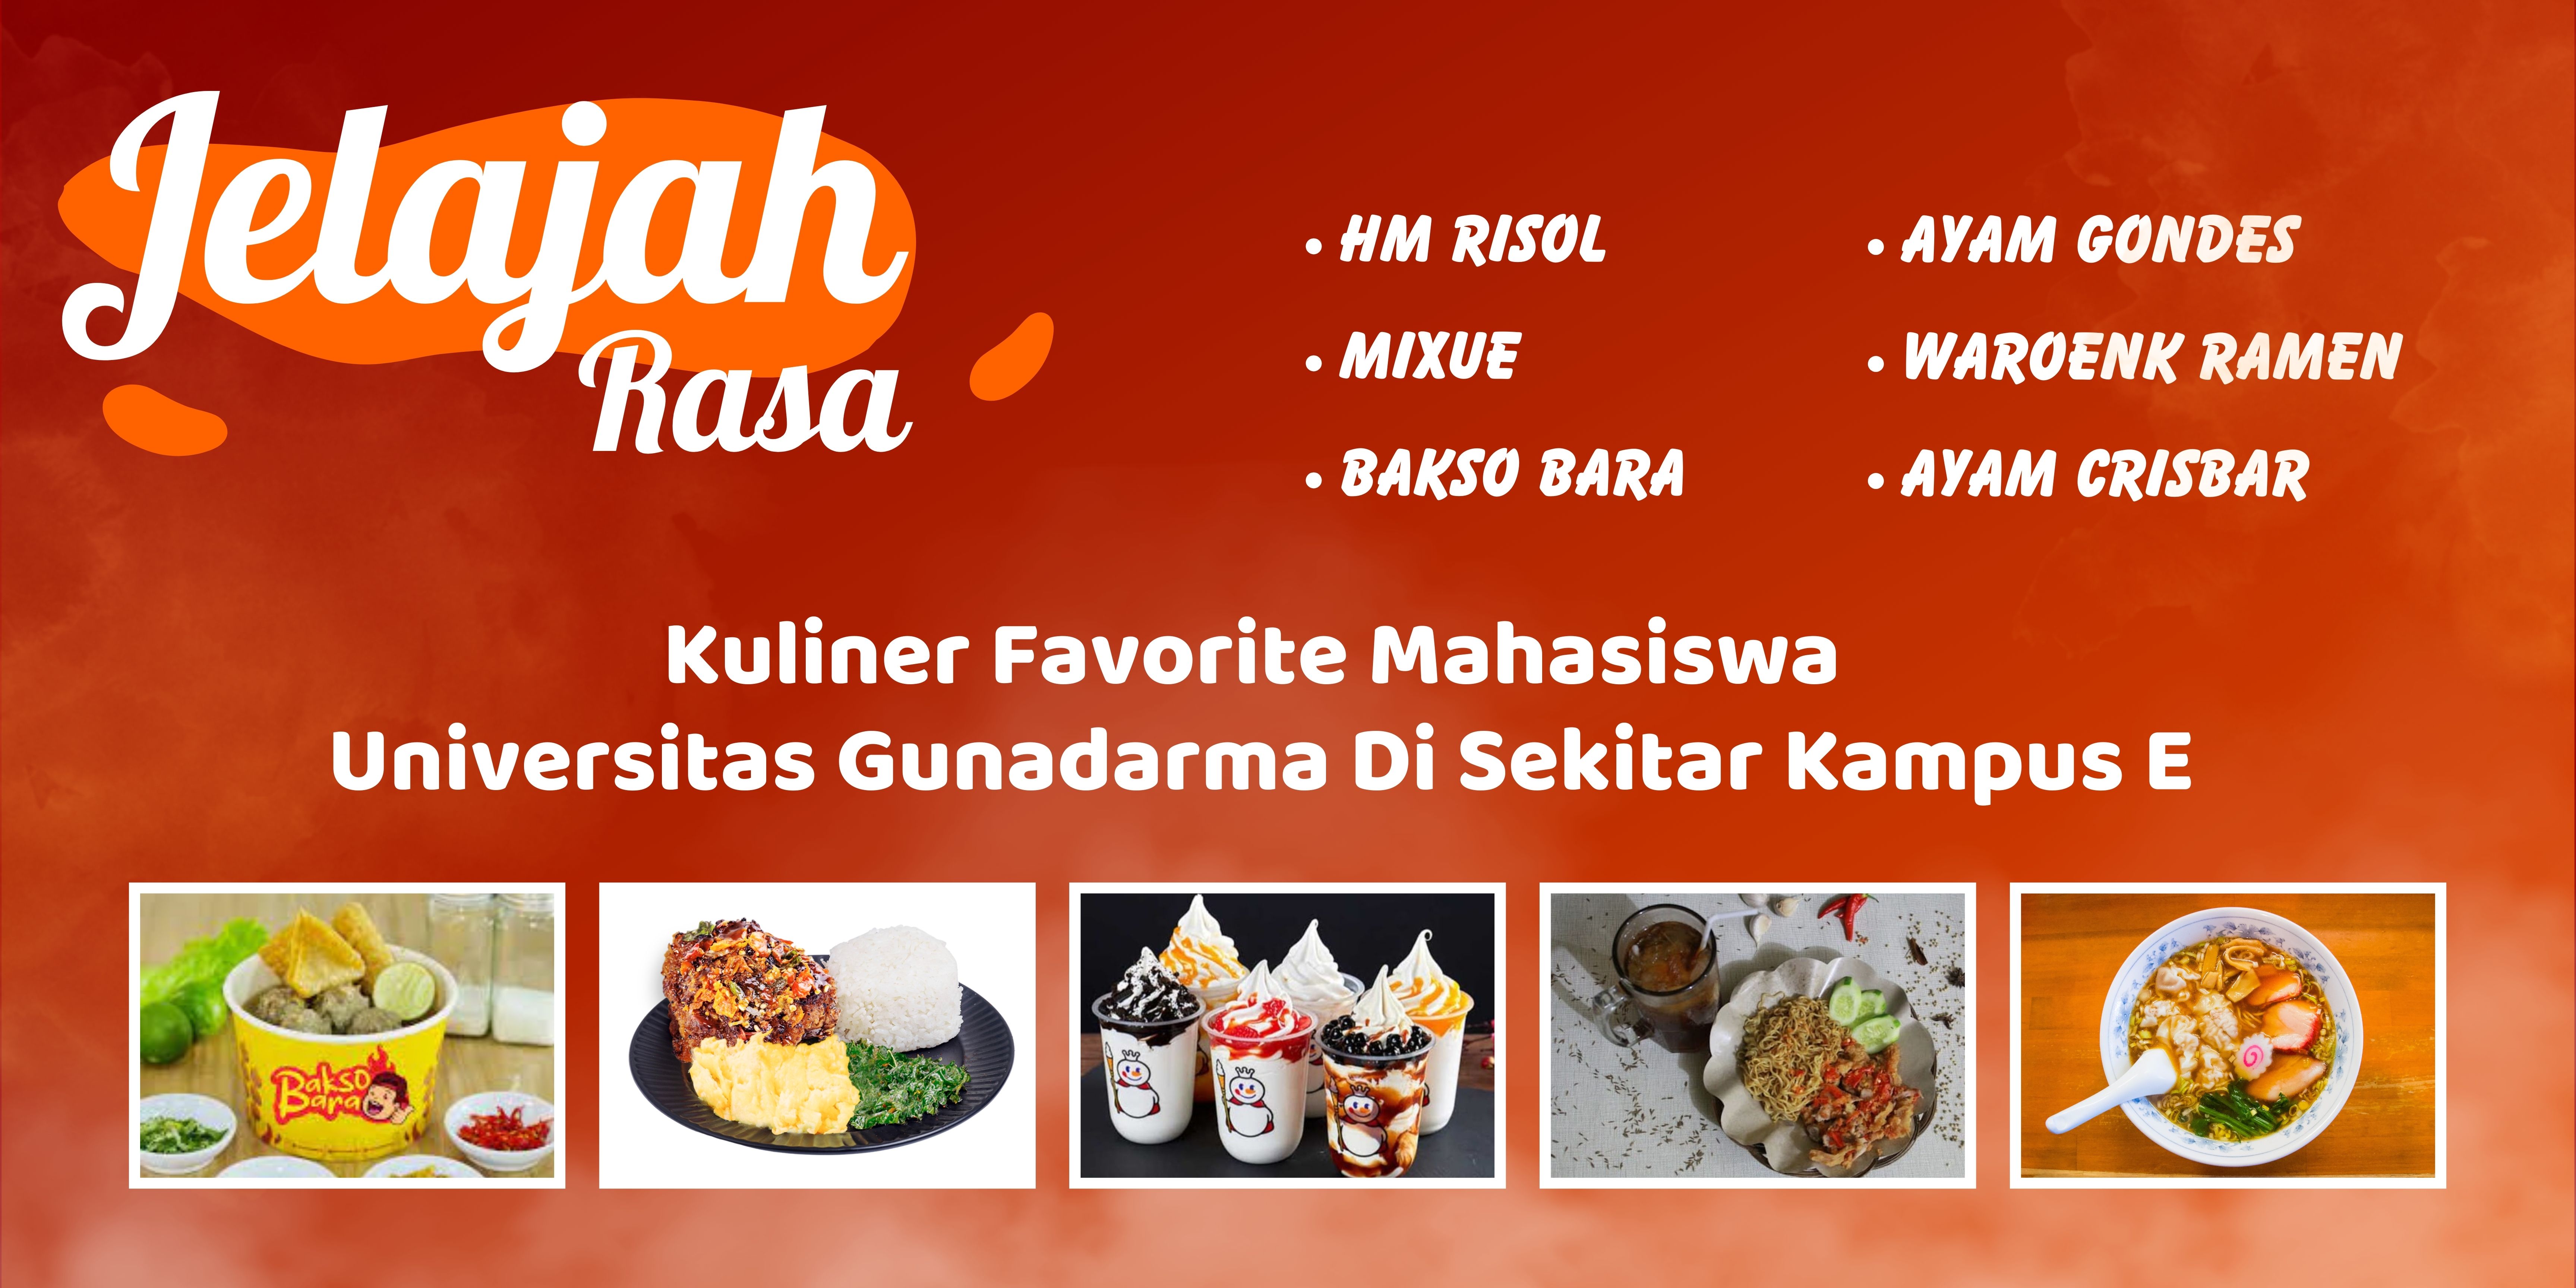 Jelajah
Rasa
• HM RISOL
• MIXUE
• BAKSO BARA
• AYAM GONDES
• WAROENK RAMEN
• AYAM CRISBAR
Kuliner Favorite Mahasiswa
Universitas Gunadarma Di Sekitar Kampus E
Bakso
Bara